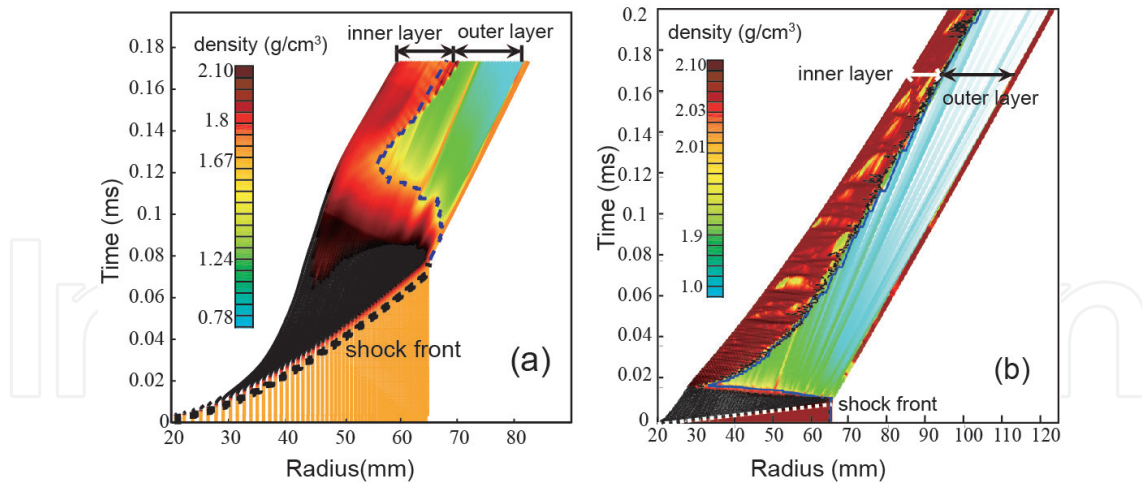 0.18
density (g/cm³)
inner layer
outer layer
2.10
1.8
1.67
1.24
0.78
0.16
0.14
0.12
0.1
0.08
0.06
0.04
0.02
0
Time (ms)
shock front
(a)
20 30 40 50 60 70 80
Radius(mm)
0.2
density (g/cm³)
2.10
2.03
2.01
1.9
1.0
inner layer
outer layer
0.18
0.16
0.14
0.12
0.1
0.08
0.06
0.04
0.02
0.00
Time (ms)
shock front
(b)
20 30 40 50 60 70 80 90 100 110 120
Radius (mm)